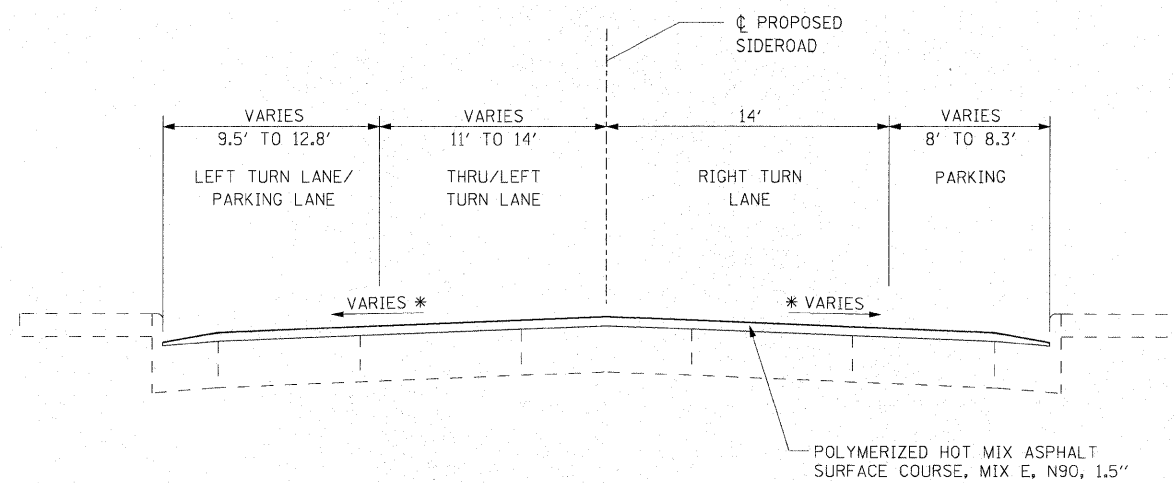 ℄ PROPOSED
SIDEROAD
VARIES
9.5' TO 12.8'
VARIES
11' TO 14'
14'
VARIES
8' TO 8.3'
LEFT TURN LANE/
PARKING LANE
THRU/LEFT
TURN LANE
RIGHT TURN
LANE
PARKING
VARIES *
* VARIES
POLYMERIZED HOT MIX ASPHALT
SURFACE COURSE, MIX E, N90, 1.5"